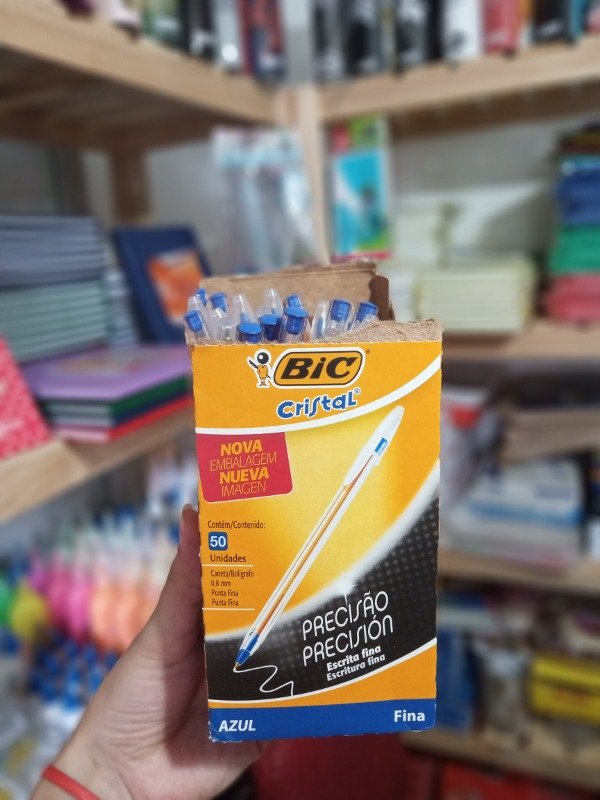 BiC®
Cristal®
NOVA
EMBALAGEM
NUEVA
IMAGEN
Contém/Contenido:
50
Unidades
Caneta/Bolígrafo
0.8 mm
Ponta Fina
Punta Fina
PRECISÃO
PRECISIÓN
Escrita fina
Escritura fina
AZUL
Fina